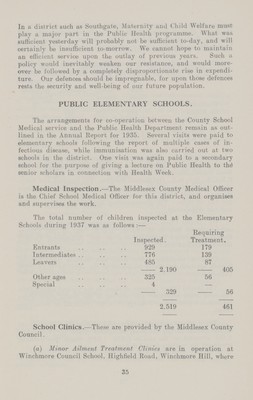 In a district such as Southgate, Maternity and Child Welfare must
play a major part in the Public Health programme. What was
sufficient yesterday will probably not be sufficient to-day, and will
certainly be insufficient to-morrow. We cannot hope to maintain
an efficient service upon the outlay of previous years. Such a
policy would inevitably weaken our resistance, and would more-
over be followed by a completely disproportionate rise in expendi-
ture. Our defences should be impregnable, for upon those defences
rests the security and well-being of our future population.
PUBLIC ELEMENTARY SCHOOLS.
The arrangements for co-operation between the County School
Medical service and the Public Health Department remain as out-
lined in the Annual Report for 1935. Several visits were paid to
elementary schools following the report of multiple cases of in-
fectious disease, while immunisation was also carried out at two
schools in the district. One visit was again paid to a secondary
school for the purpose of giving a lecture on Public Health to the
senior scholars in connection with Health Week.
Medical Inspection.—The Middlesex County Medical Officer
is the Chief School Medical Officer for this district, and organises
and supervises the work.
The total number of children inspected at the Elementary
Schools during 1937 was as follows:—
Requiring
Inspected. Treatment.
Entrants .. .. .. 929 179
Intermediates .. .. .. 776 139
Leavers .. .. .. 485 87
— 2,190 — 405
Other ages .. .. .. 325 56
Special .. .. .. 4 —
— 329 — 56
2,519 461
School Clinics.—These are provided by the Middlesex County
Council.
(a) Minor Ailment Treatment Clinics are in operation at
Winchmore Council School, Highfield Road, Winchmore Hill, where
35